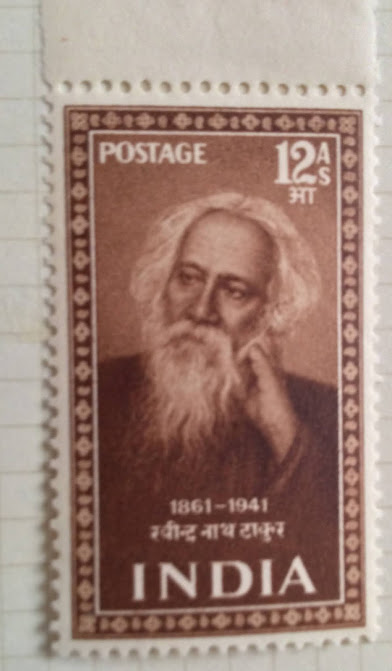 POSTAGE
12 AS
आ
1861-1941
रवीन्द्र नाथ टाकुर
INDIA